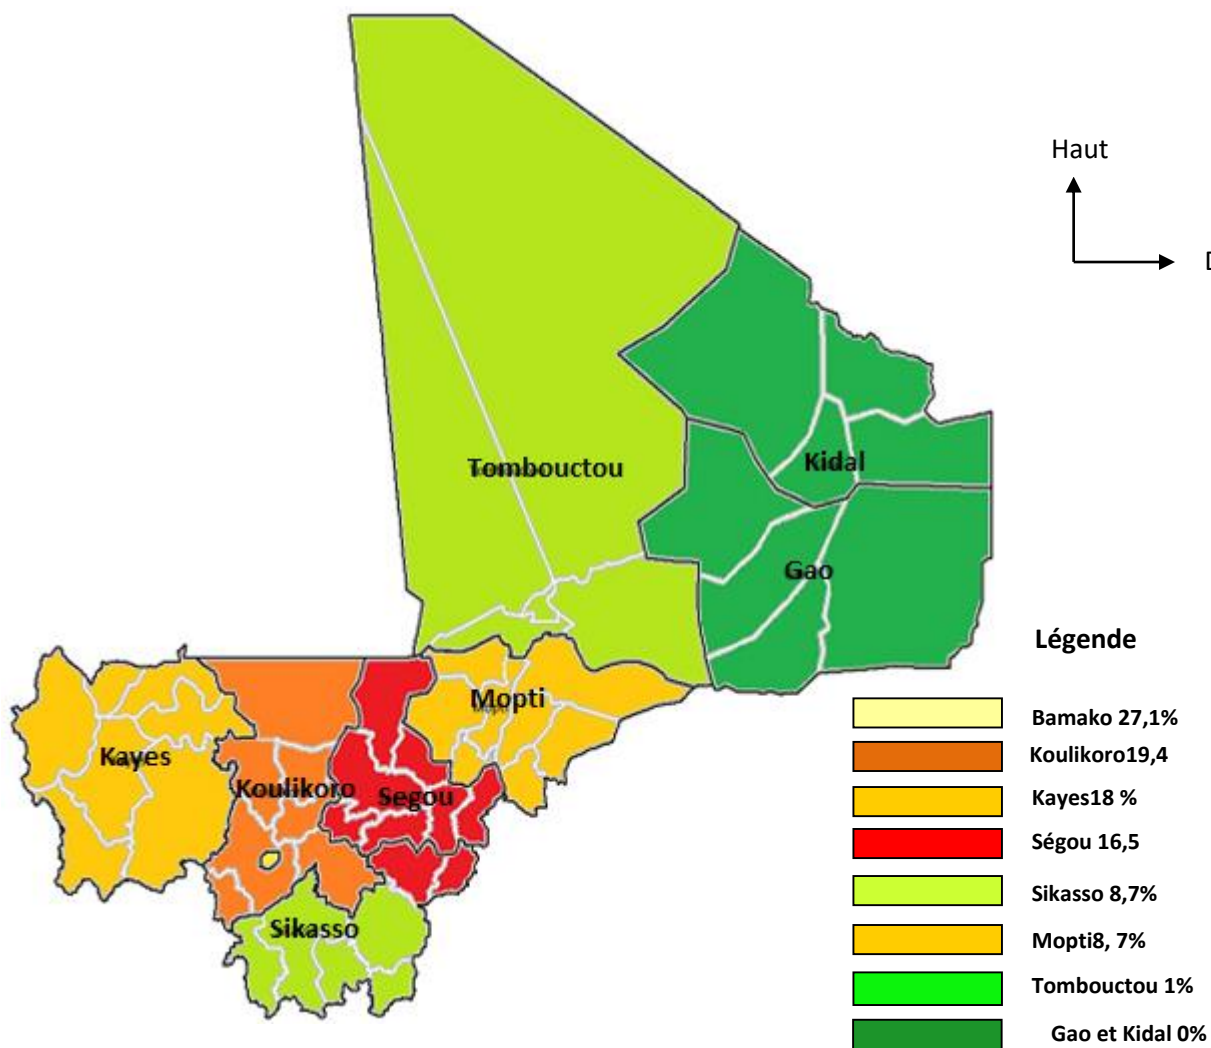 Haut
D
Tombouctou
Kidal
Gao
Mopti
Kayes
Koulikoro
Segou
Sikasso
Légende
Bamako 27,1%
Koulikoro19,4
Kayes18 %
Ségou 16,5
Sikasso 8,7%
Mopti8, 7%
Tombouctou 1%
Gao et Kidal 0%